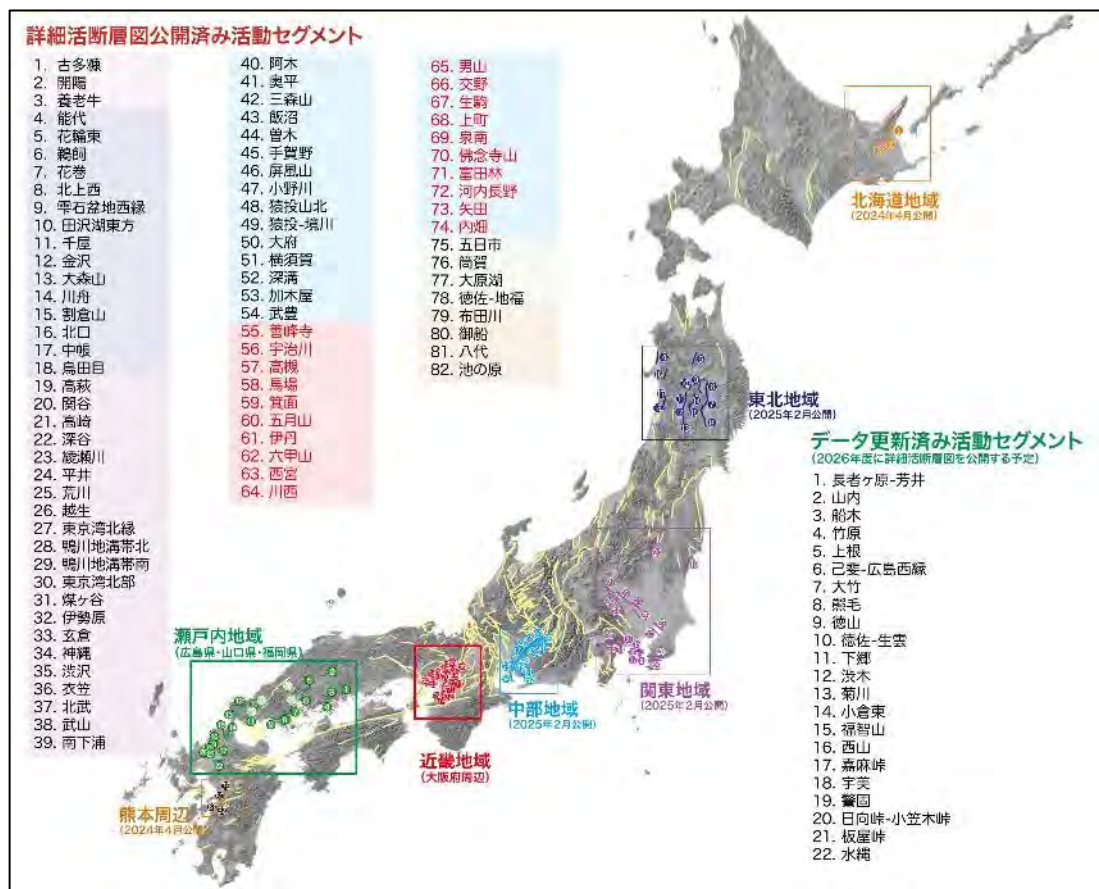 詳細活断層図公開済み活動セグメント
1. 古多糠
2. 開陽
3. 養老牛
4. 能代
5. 花輪東
6. 鵜飼
7. 花巻
8. 北上西
9. 雫石盆地西縁
10. 田沢湖東方
11. 千屋
12. 金沢
13. 大森山
14. 川舟
15. 割倉山
16. 北口
17. 中帳
18. 鳥田目
19. 高萩
20. 関谷
21. 高崎
22. 深谷
23. 綾瀬川
24. 平井
25. 荒川
26. 越生
27. 東京湾北縁
28. 鴨川地溝帯北
29. 鴨川地溝帯南
30. 東京湾北部
31. 煤ヶ谷
32. 伊勢原
33. 玄倉
34. 神縄
35. 渋沢
36. 衣笠
37. 北武
38. 武山
39. 南下浦
40. 阿木
41. 奥平
42. 三森山
43. 飯沼
44. 曽木
45. 手賀野
46. 屏風山
47. 小野川
48. 猿投山北
49. 猿投-境川
50. 大府
51. 横須賀
52. 深溝
53. 加木屋
54. 武豊
55. 善峰寺
56. 宇治川
57. 高槻
58. 馬場
59. 箕面
60. 五月山
61. 伊丹
62. 六甲山
63. 西宮
64. 川西
65. 男山
66. 交野
67. 生駒
68. 上町
69. 泉南
70. 佛念寺山
71. 富田林
72. 河内長野
73. 矢田
74. 内畑
75. 五日市
76. 筒賀
77. 大原湖
78. 徳佐-地福
79. 布田川
80. 御船
81. 八代
82. 池の原
北海道地域
(2024年4月公開)
東北地域
(2025年2月公開)
データ更新済み活動セグメント
(2026年度に詳細活断層図を公開する予定)
1. 長者ヶ原-芳井
2. 山内
3. 船木
4. 竹原
5. 上根
6. 己斐-広島西縁
7. 大竹
8. 熊毛
9. 徳山
10. 徳佐-生雲
11. 下郷
12. 渋木
13. 菊川
14. 小倉東
15. 福智山
16. 西山
17. 嘉麻峠
18. 宇美
19. 警固
20. 日向峠-小笠木峠
21. 板屋峠
22. 水縄
瀬戸内地域
(広島県・山口県・福岡県)
関東地域
(2025年2月公開)
中部地域
(2025年2月公開)
近畿地域
(大阪府周辺)
熊本周辺
(2024年4月公開)